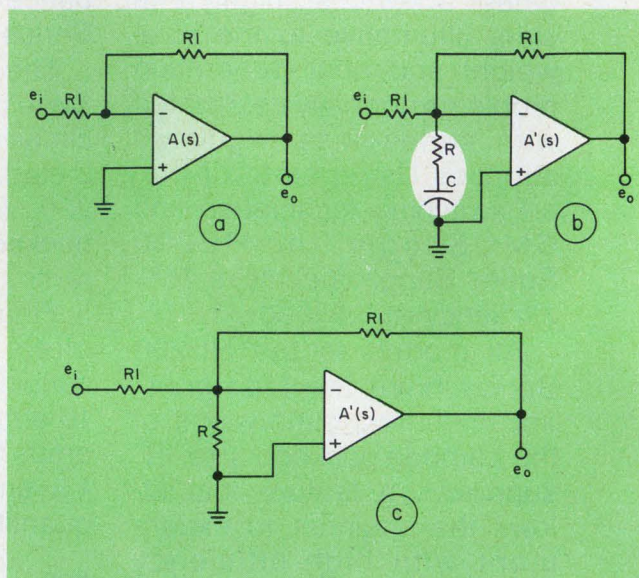 R1
e_i
R1
−
A(s)
+
e_o
a
R1
e_i
R1
−
R
A'(s)
C
+
e_o
b
R1
e_i
R1
−
A'(s)
R
+
e_o
c